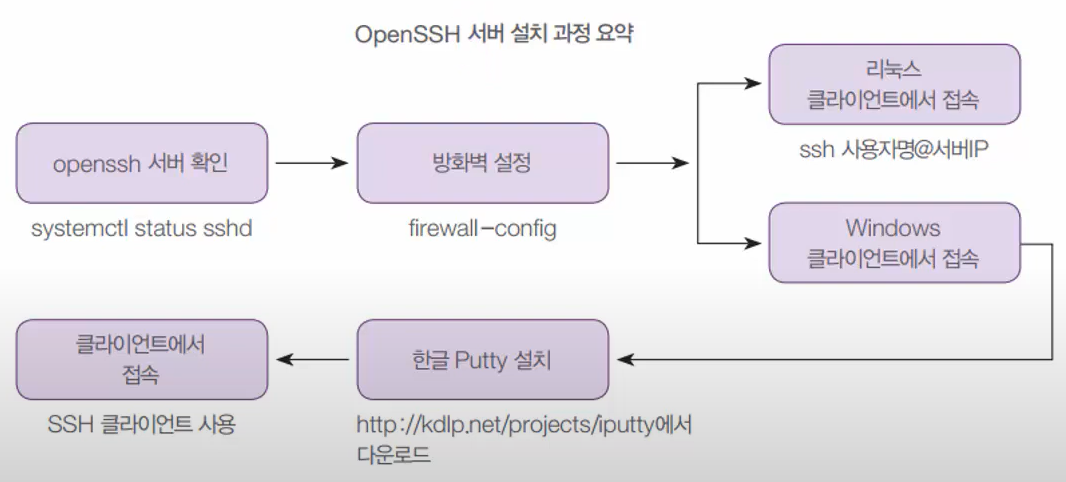 OpenSSH 서버 설치 과정 요약
openssh 서버 확인
systemctl status sshd
방화벽 설정
firewall-config
리눅스
클라이언트에서 접속
ssh 사용자명@서버IP
Windows
클라이언트에서 접속
한글 Putty 설치
http://kdlp.net/projects/iputty에서
다운로드
클라이언트에서
접속
SSH 클라이언트 사용